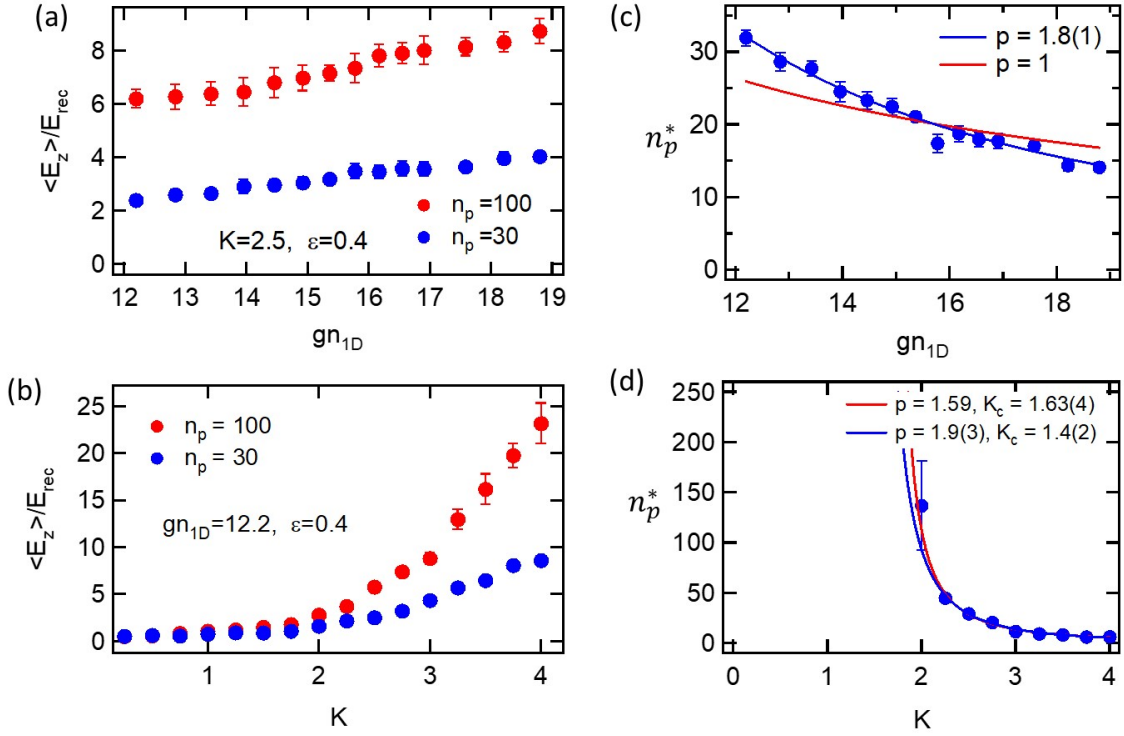 (a)
<E_z>/E_rec
8
6
4
2
0
n_p =100
n_p =30
K=2.5, ε=0.4
12 13 14 15 16 17 18 19
gn_1D
(b)
<E_z>/E_rec
25
20
15
10
5
0
n_p = 100
n_p = 30
gn_1D=12.2, ε=0.4
1 2 3 4
K
(c)
n_p^*
30
20
10
0
p = 1.8(1)
p = 1
12 14 16 18
gn_1D
(d)
n_p^*
250
200
150
100
50
0
p = 1.59, K_c = 1.63(4)
p = 1.9(3), K_c = 1.4(2)
0 1 2 3 4
K